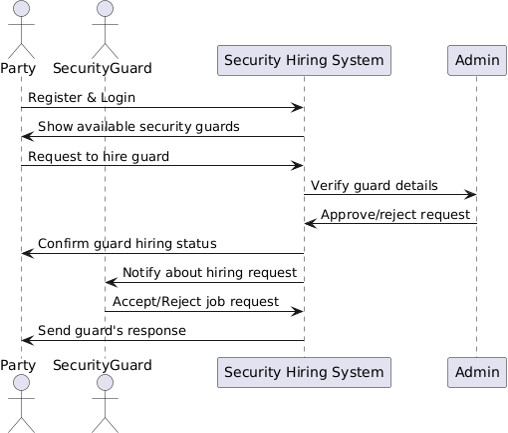 Party
SecurityGuard
Security Hiring System
Admin
Register & Login
Show available security guards
Request to hire guard
Verify guard details
Approve/reject request
Confirm guard hiring status
Notify about hiring request
Accept/Reject job request
Send guard's response
Party
SecurityGuard
Security Hiring System
Admin